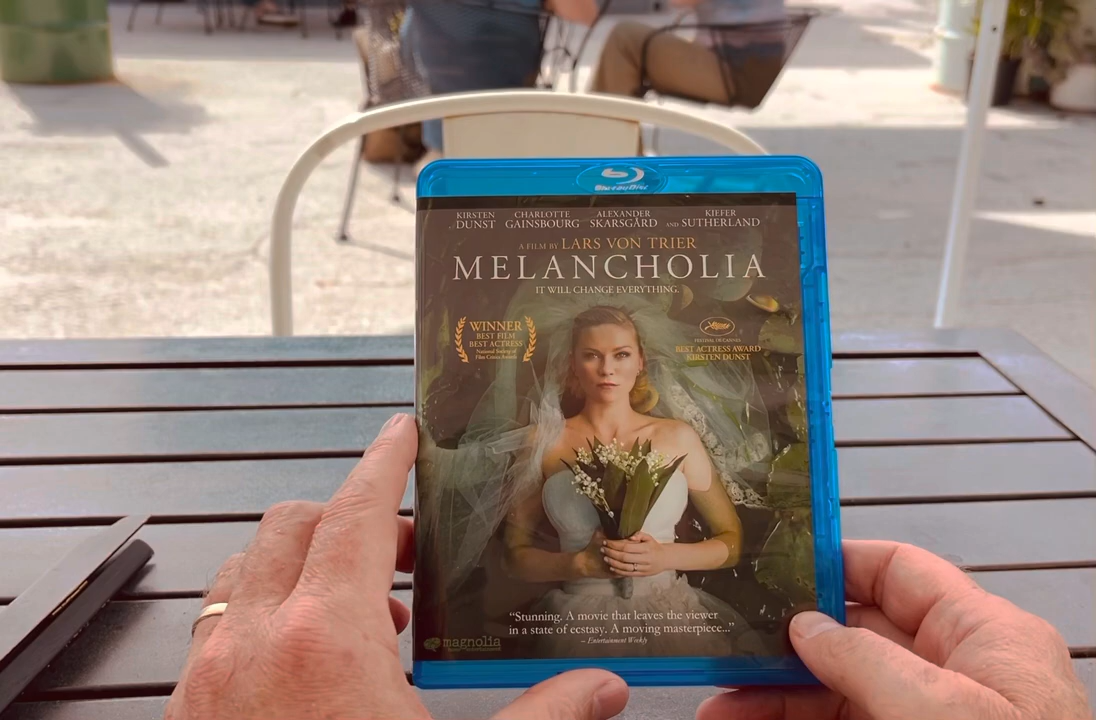 Blu-ray Disc
KIRSTEN DUNST CHARLOTTE GAINSBOURG ALEXANDER SKARSGÅRD AND KIEFER SUTHERLAND
A FILM BY LARS VON TRIER
MELANCHOLIA
IT WILL CHANGE EVERYTHING.
WINNER
BEST FILM
BEST ACTRESS
National Society of
Film Critics Awards
FESTIVAL DE CANNES
BEST ACTRESS AWARD
KIRSTEN DUNST
“Stunning. A movie that leaves the viewer
in a state of ecstasy. A moving masterpiece...”
– Entertainment Weekly
magnolia